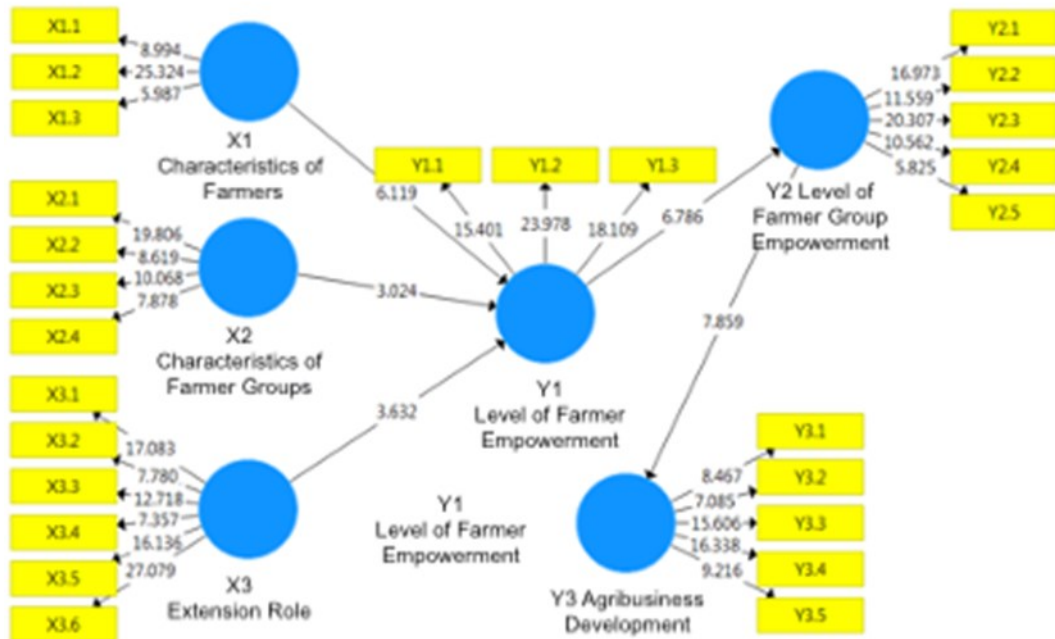 X1.1
X1.2
X1.3
8.994
25.324
5.987
X1
Characteristics of
Farmers
X2.1
X2.2
X2.3
X2.4
19.806
8.619
10.068
7.878
X2
Characteristics of
Farmer Groups
X3.1
X3.2
X3.3
X3.4
X3.5
X3.6
17.083
7.780
12.718
7.357
16.136
27.079
X3
Extension Role
6.119
3.024
3.632
Y1.1
Y1.2
Y1.3
15.401
23.978
18.109
Y1
Level of Farmer
Empowerment
Y1
Level of Farmer
Empowerment
6.786
Y2.1
Y2.2
Y2.3
Y2.4
Y2.5
16.973
11.559
20.307
10.562
5.825
Y2 Level of
Farmer Group
Empowerment
7.859
Y3.1
Y3.2
Y3.3
Y3.4
Y3.5
8.467
7.085
15.606
16.338
9.216
Y3 Agribusiness
Development